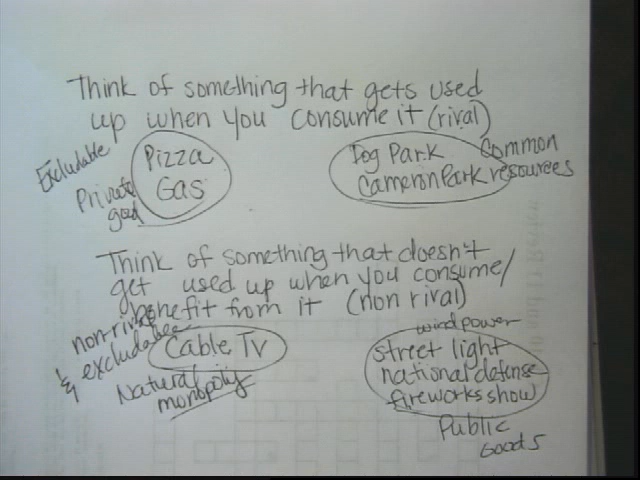 Think of something that gets used
up when you consume it (rival)
Excludable
Private
good
Pizza
Gas
Dog Park
Cameron Park
Common
resources
Think of something that doesn't
get used up when you consume/
benefit from it (non rival)
non-rival
& excludable
Cable TV
Natural
monopoly
wind power
street light
national defense
fireworks show
Public
Goods